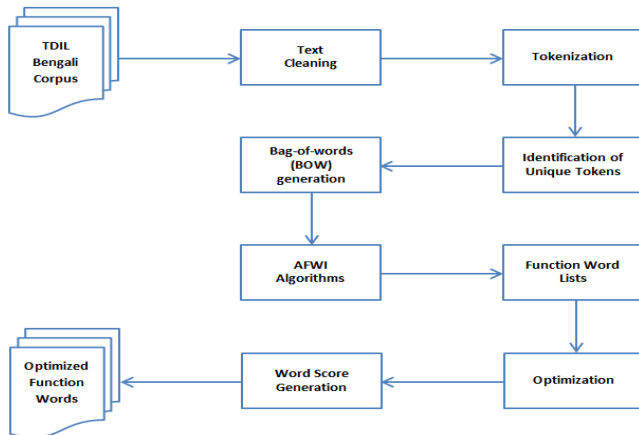 TDIL
Bengali
Corpus
Text
Cleaning
Tokenization
Identification of
Unique Tokens
Bag-of-words
(BOW)
generation
AFWI
Algorithms
Function Word
Lists
Optimization
Word Score
Generation
Optimized
Function
Words